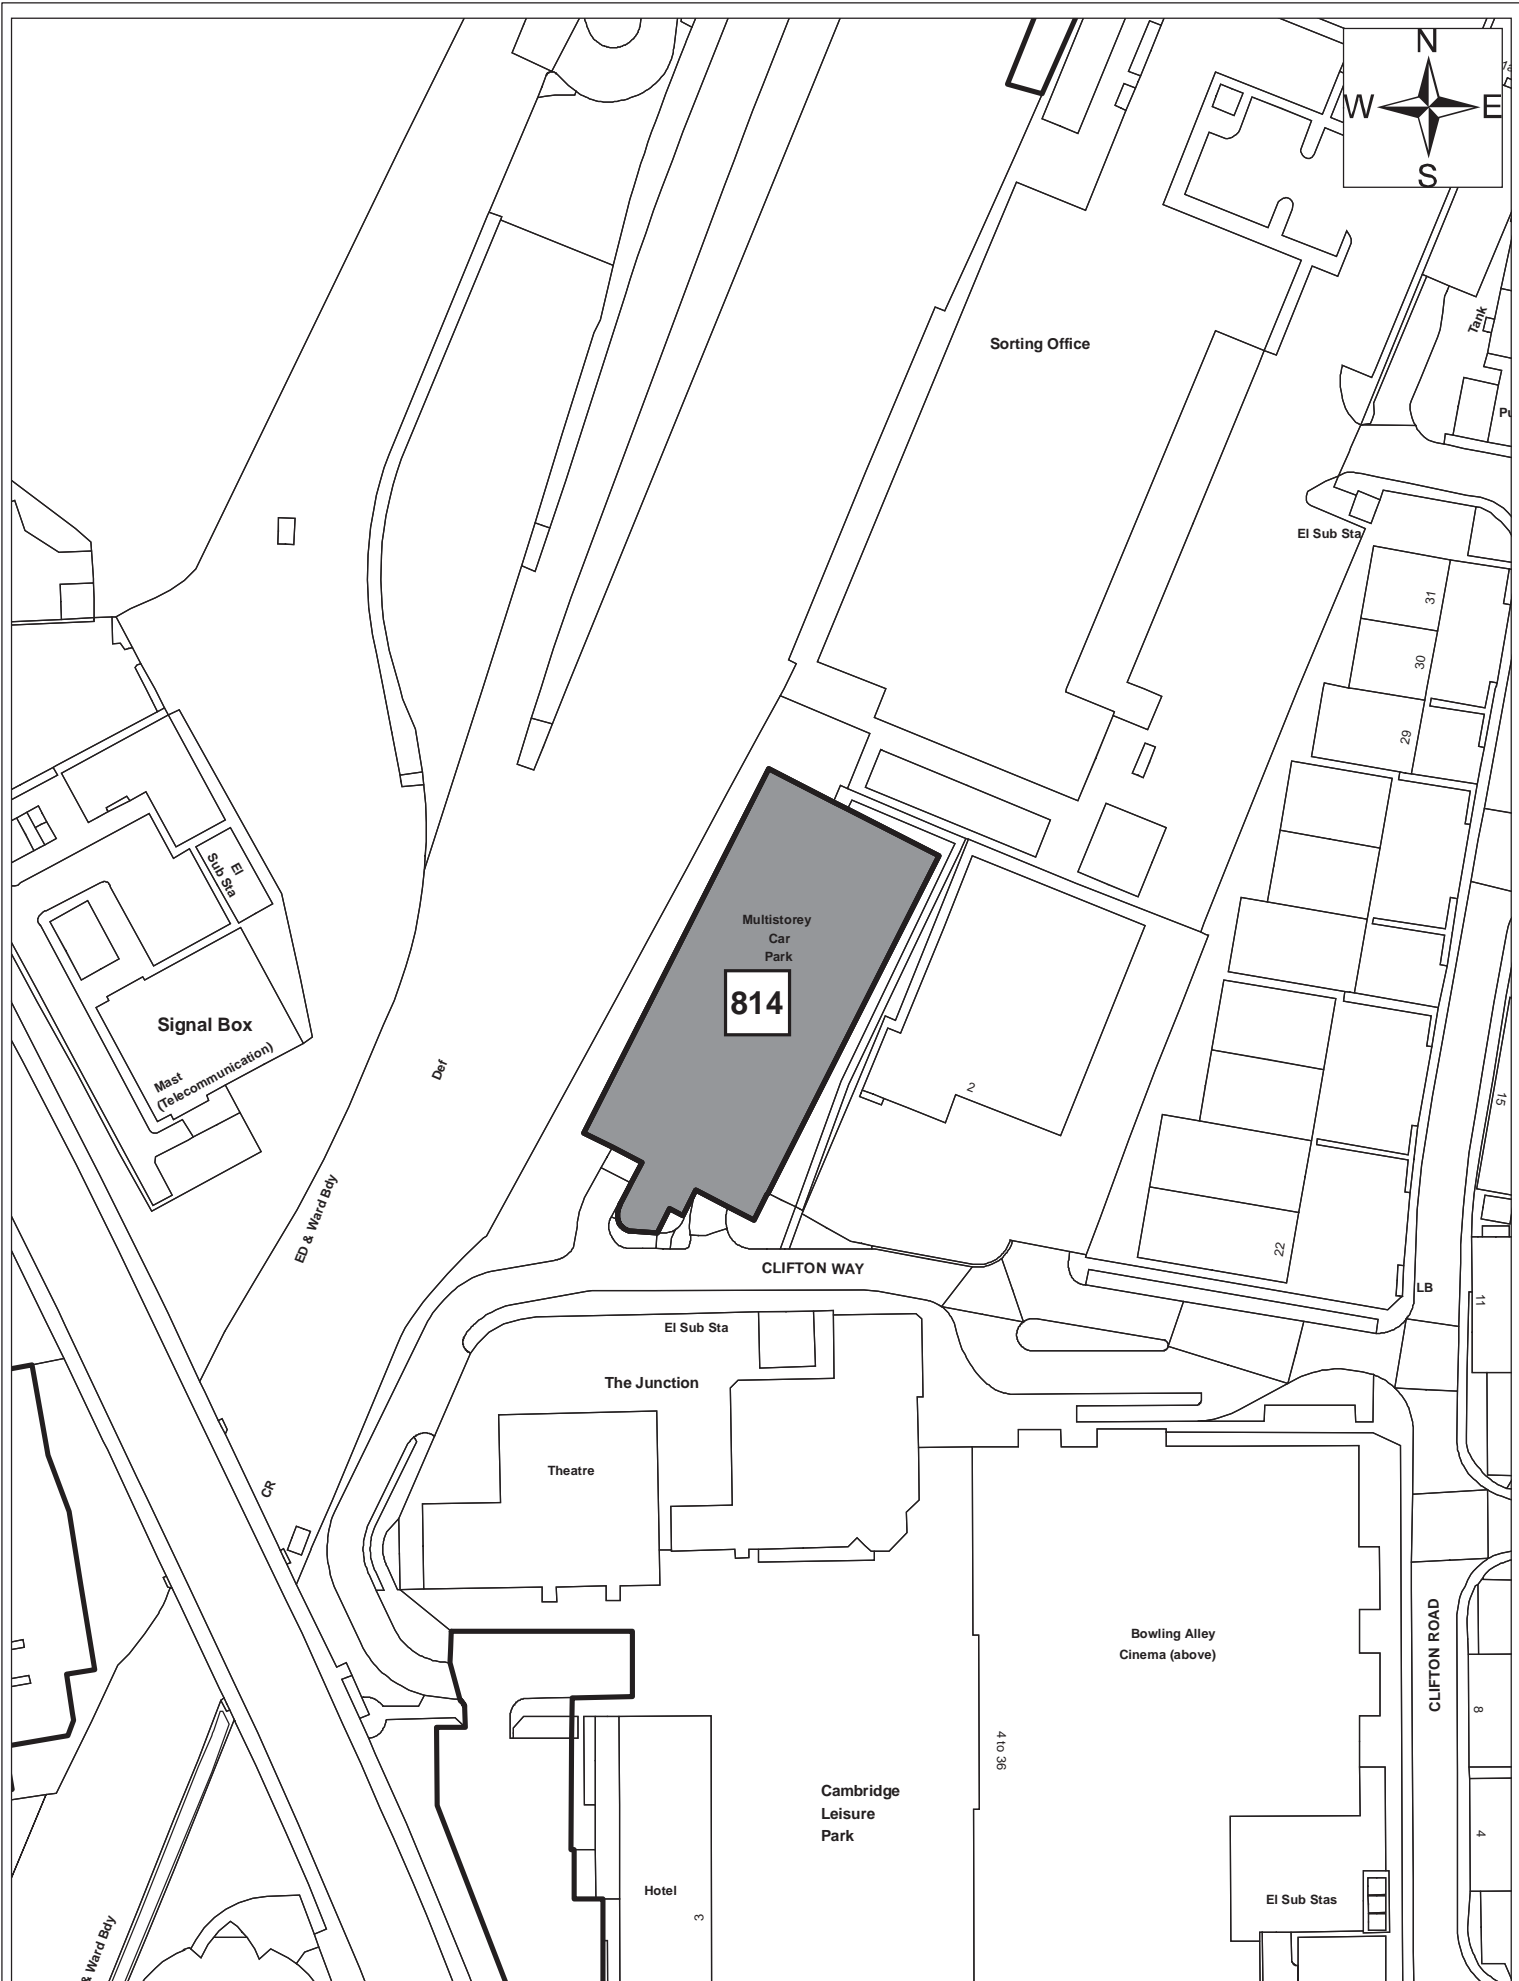 N
W E
S
Sorting Office
Tank
El Sub Sta
31
30
29
El
Sub Sta
Multistorey
Car
Park
814
Signal Box
Mast
(Telecommunication)
Def
2
15
ED & Ward Bdy
22
CLIFTON WAY
LB
11
El Sub Sta
The Junction
Theatre
CR
Bowling Alley
Cinema (above)
CLIFTON ROAD
8
4 to 36
Cambridge
Leisure
Park
4
Hotel
3
El Sub Stas
& Ward Bdy